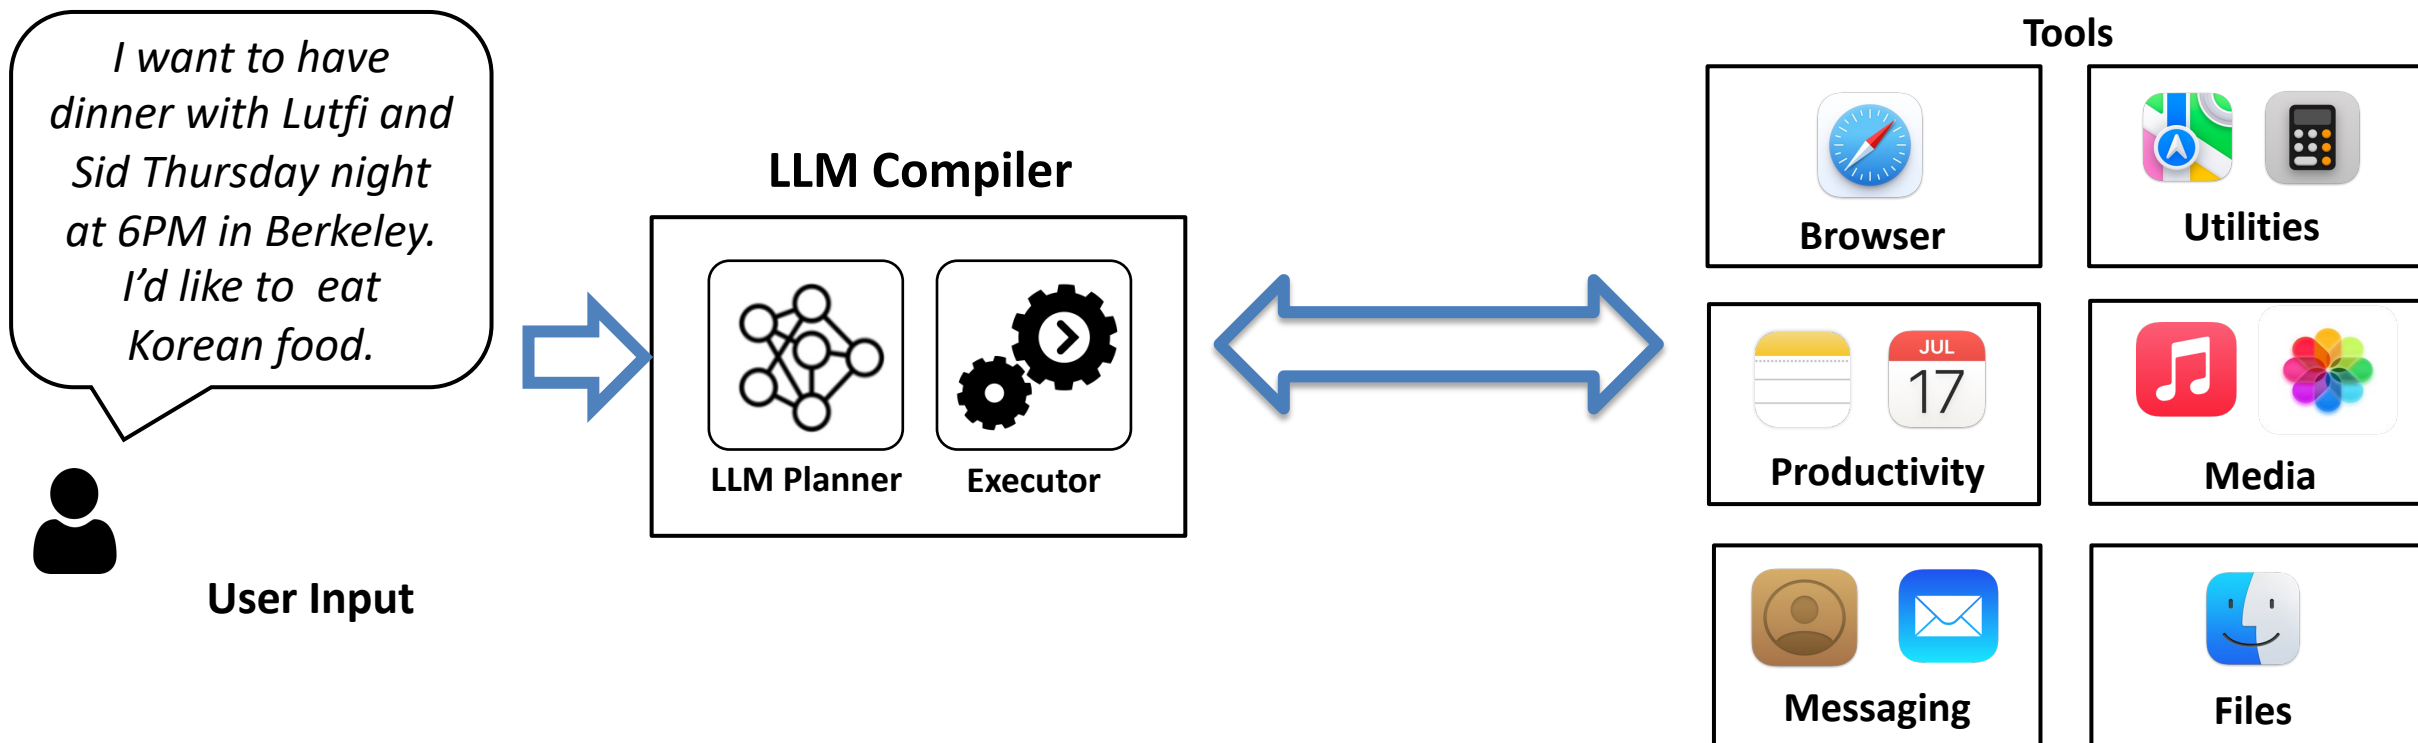 I want to have
dinner with Lutfi and
Sid Thursday night
at 6PM in Berkeley.
I'd like to  eat
Korean food.
User Input
LLM Compiler
LLM Planner
Executor
Tools
Browser
Utilities
JUL
17
Productivity
Media
Messaging
Files